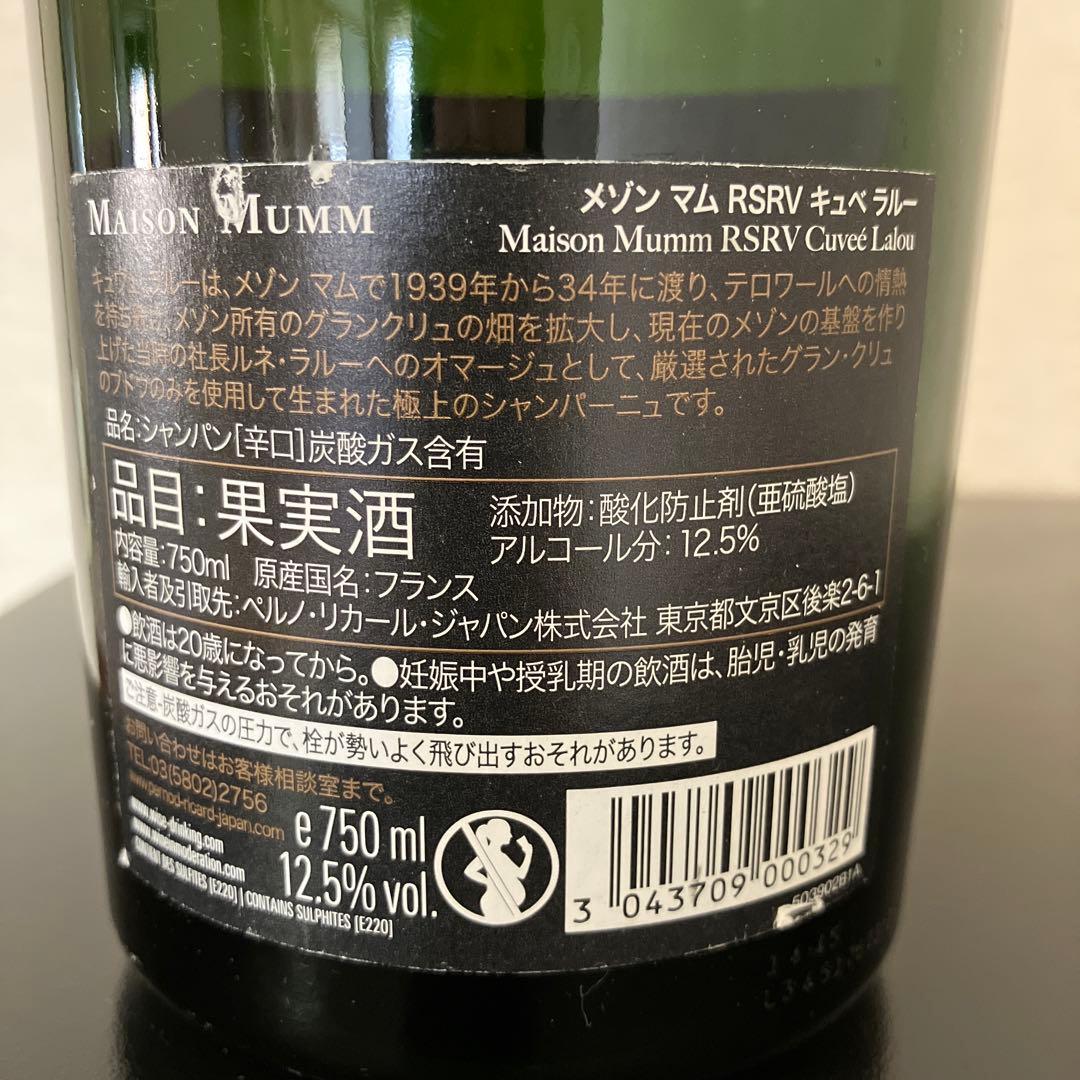 MAISON MUMM
メゾン マム RSRV キュベ ラルー
Maison Mumm RSRV Cuveé Lalou
キュヴェ ラルーは、メゾン マムで1939年から34年に渡り、テロワールへの情熱
を持ち メゾン所有のグランクリュの畑を拡大し、現在のメゾンの基盤を作り
上げた当時の社長ルネ・ラルーへのオマージュとして、厳選されたグラン・クリュ
のブドウのみを使用して生まれた極上のシャンパーニュです。
品名:シャンパン[辛口]炭酸ガス含有
品目:果実酒
添加物:酸化防止剤(亜硫酸塩)
アルコール分:12.5%
内容量:750ml 原産国名:フランス
輸入者及引取先:ペルノ・リカール・ジャパン株式会社 東京都文京区後楽2-6-1
●飲酒は20歳になってから。●妊娠中や授乳期の飲酒は、胎児・乳児の発育
に悪影響を与えるおそれがあります。
ご注意-炭酸ガスの圧力で、栓が勢いよく飛び出すおそれがあります。
お問い合わせはお客様相談室まで。
TEL:03(5802)2756
www.pernod-ricard-japan.com
www.wise-drinking.com
www.wineinmoderation.com
CONTENT DES SULFITES [E220] | CONTAINS SULPHITES [E220]
e 750 ml
12.5% vol.
3 043709 000329
50390281A